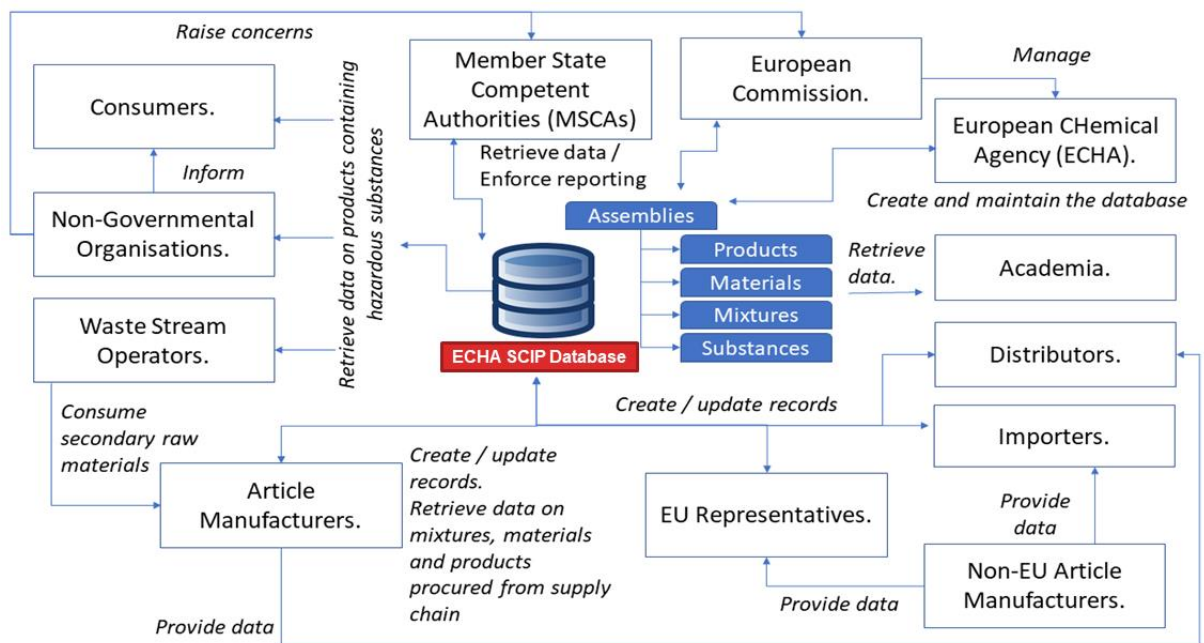 Raise concerns
Consumers.
Inform
Non-Governmental
Organisations.
Waste Stream
Operators.
Consume
secondary raw
materials
Retrieve data on products containing
hazardous substances
Member State
Competent
Authorities (MSCAs)
Retrieve data /
Enforce reporting
European
Commission.
Manage
European CHemical
Agency (ECHA).
Create and maintain the database
Assemblies
Products
Materials
Mixtures
Substances
Retrieve
data.
Academia.
ECHA SCIP Database
Distributors.
Create / update records
Importers.
Article
Manufacturers.
Create / update
records.
Retrieve data on
mixtures, materials
and products
procured from supply
chain
EU Representatives.
Provide
data
Non-EU Article
Manufacturers.
Provide data
Provide data